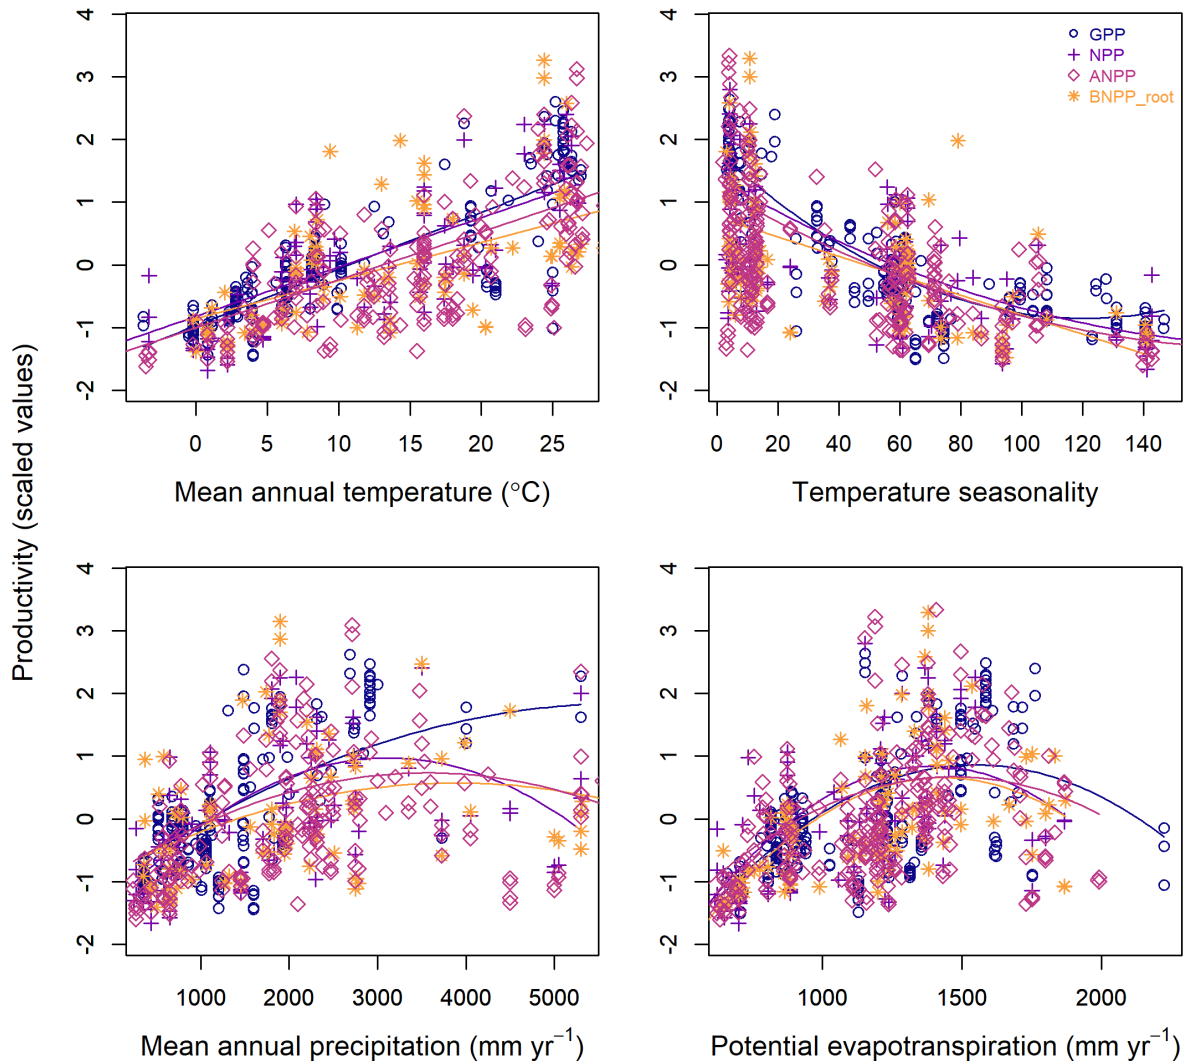 Productivity (scaled values)
4
3
2
1
0
-1
-2
0 5 10 15 20 25
Mean annual temperature (°C)
4
3
2
1
0
-1
-2
GPP
NPP
ANPP
BNPP_root
0 20 40 60 80 100 120 140
Temperature seasonality
4
3
2
1
0
-1
-2
1000 2000 3000 4000 5000
Mean annual precipitation (mm yr⁻¹)
4
3
2
1
0
-1
-2
1000 1500 2000
Potential evapotranspiration (mm yr⁻¹)